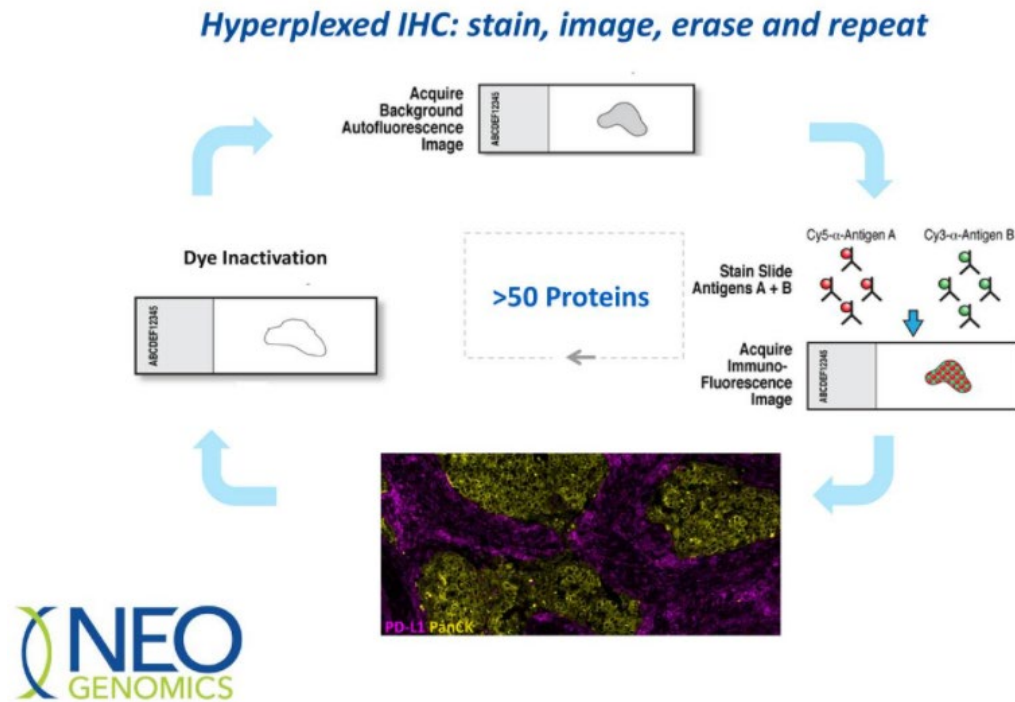 Hyperplexed IHC: stain, image, erase and repeat
Acquire
Background
Autofluorescence
Image
ABCDEF12345
Cy5-α-Antigen A
Cy3-α-Antigen B
Stain Slide
Antigens A + B
Acquire
Immuno-
Fluorescence
Image
ABCDEF12345
>50 Proteins
Dye Inactivation
ABCDEF12345
PD-L1 PanCK
NEO
GENOMICS